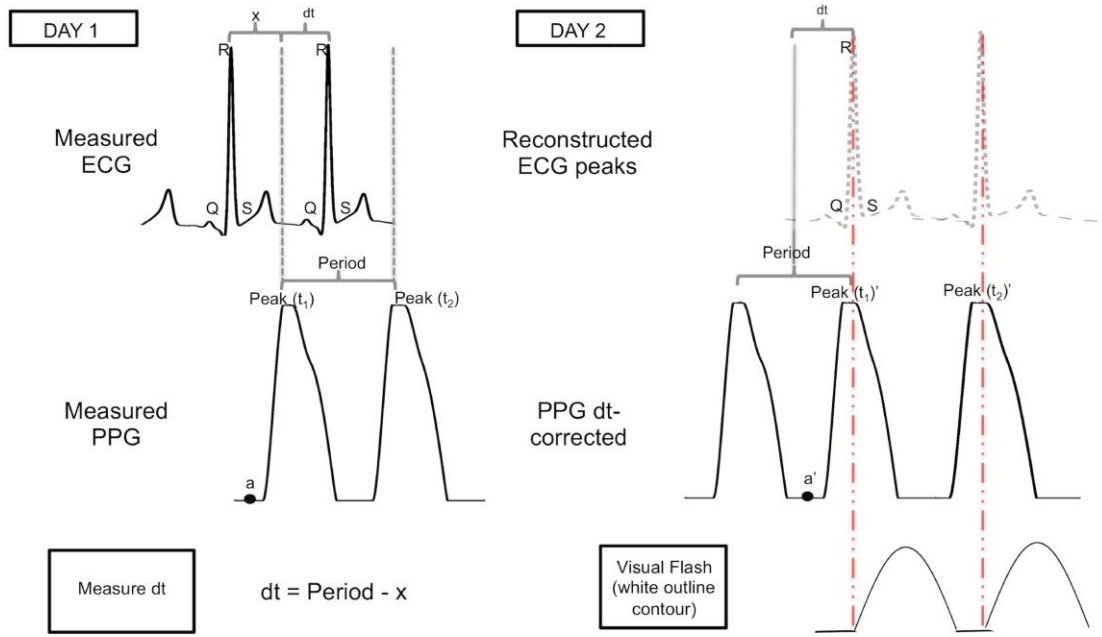 DAY 1
x
dt
R
Measured
ECG
Q
S
Q
S
Period
Peak (t₁)
Peak (t₂)
Measured
PPG
a
Measure dt
dt = Period - x
DAY 2
dt
R
Reconstructed
ECG peaks
Q
S
Period
Peak (t₁)'
Peak (t₂)'
PPG dt-
corrected
a'
Visual Flash
(white outline
contour)